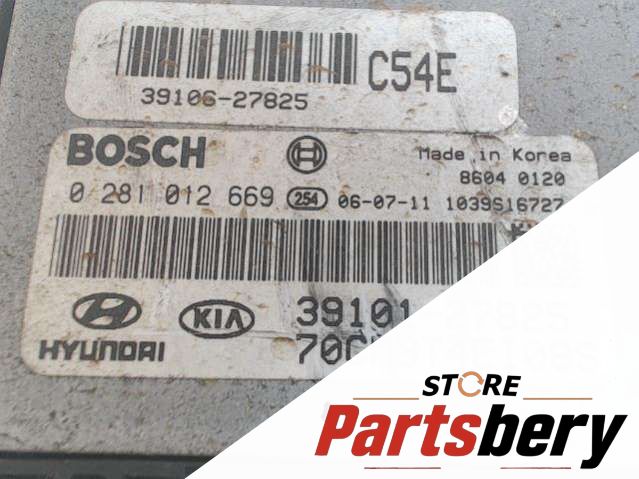 C54E
39106-27825
BOSCH
Made in Korea
8604 0120
0 281 012 669 254 06-07-11 1039S16727
39101
HYUNDAI KIA
STORE
Partsbery